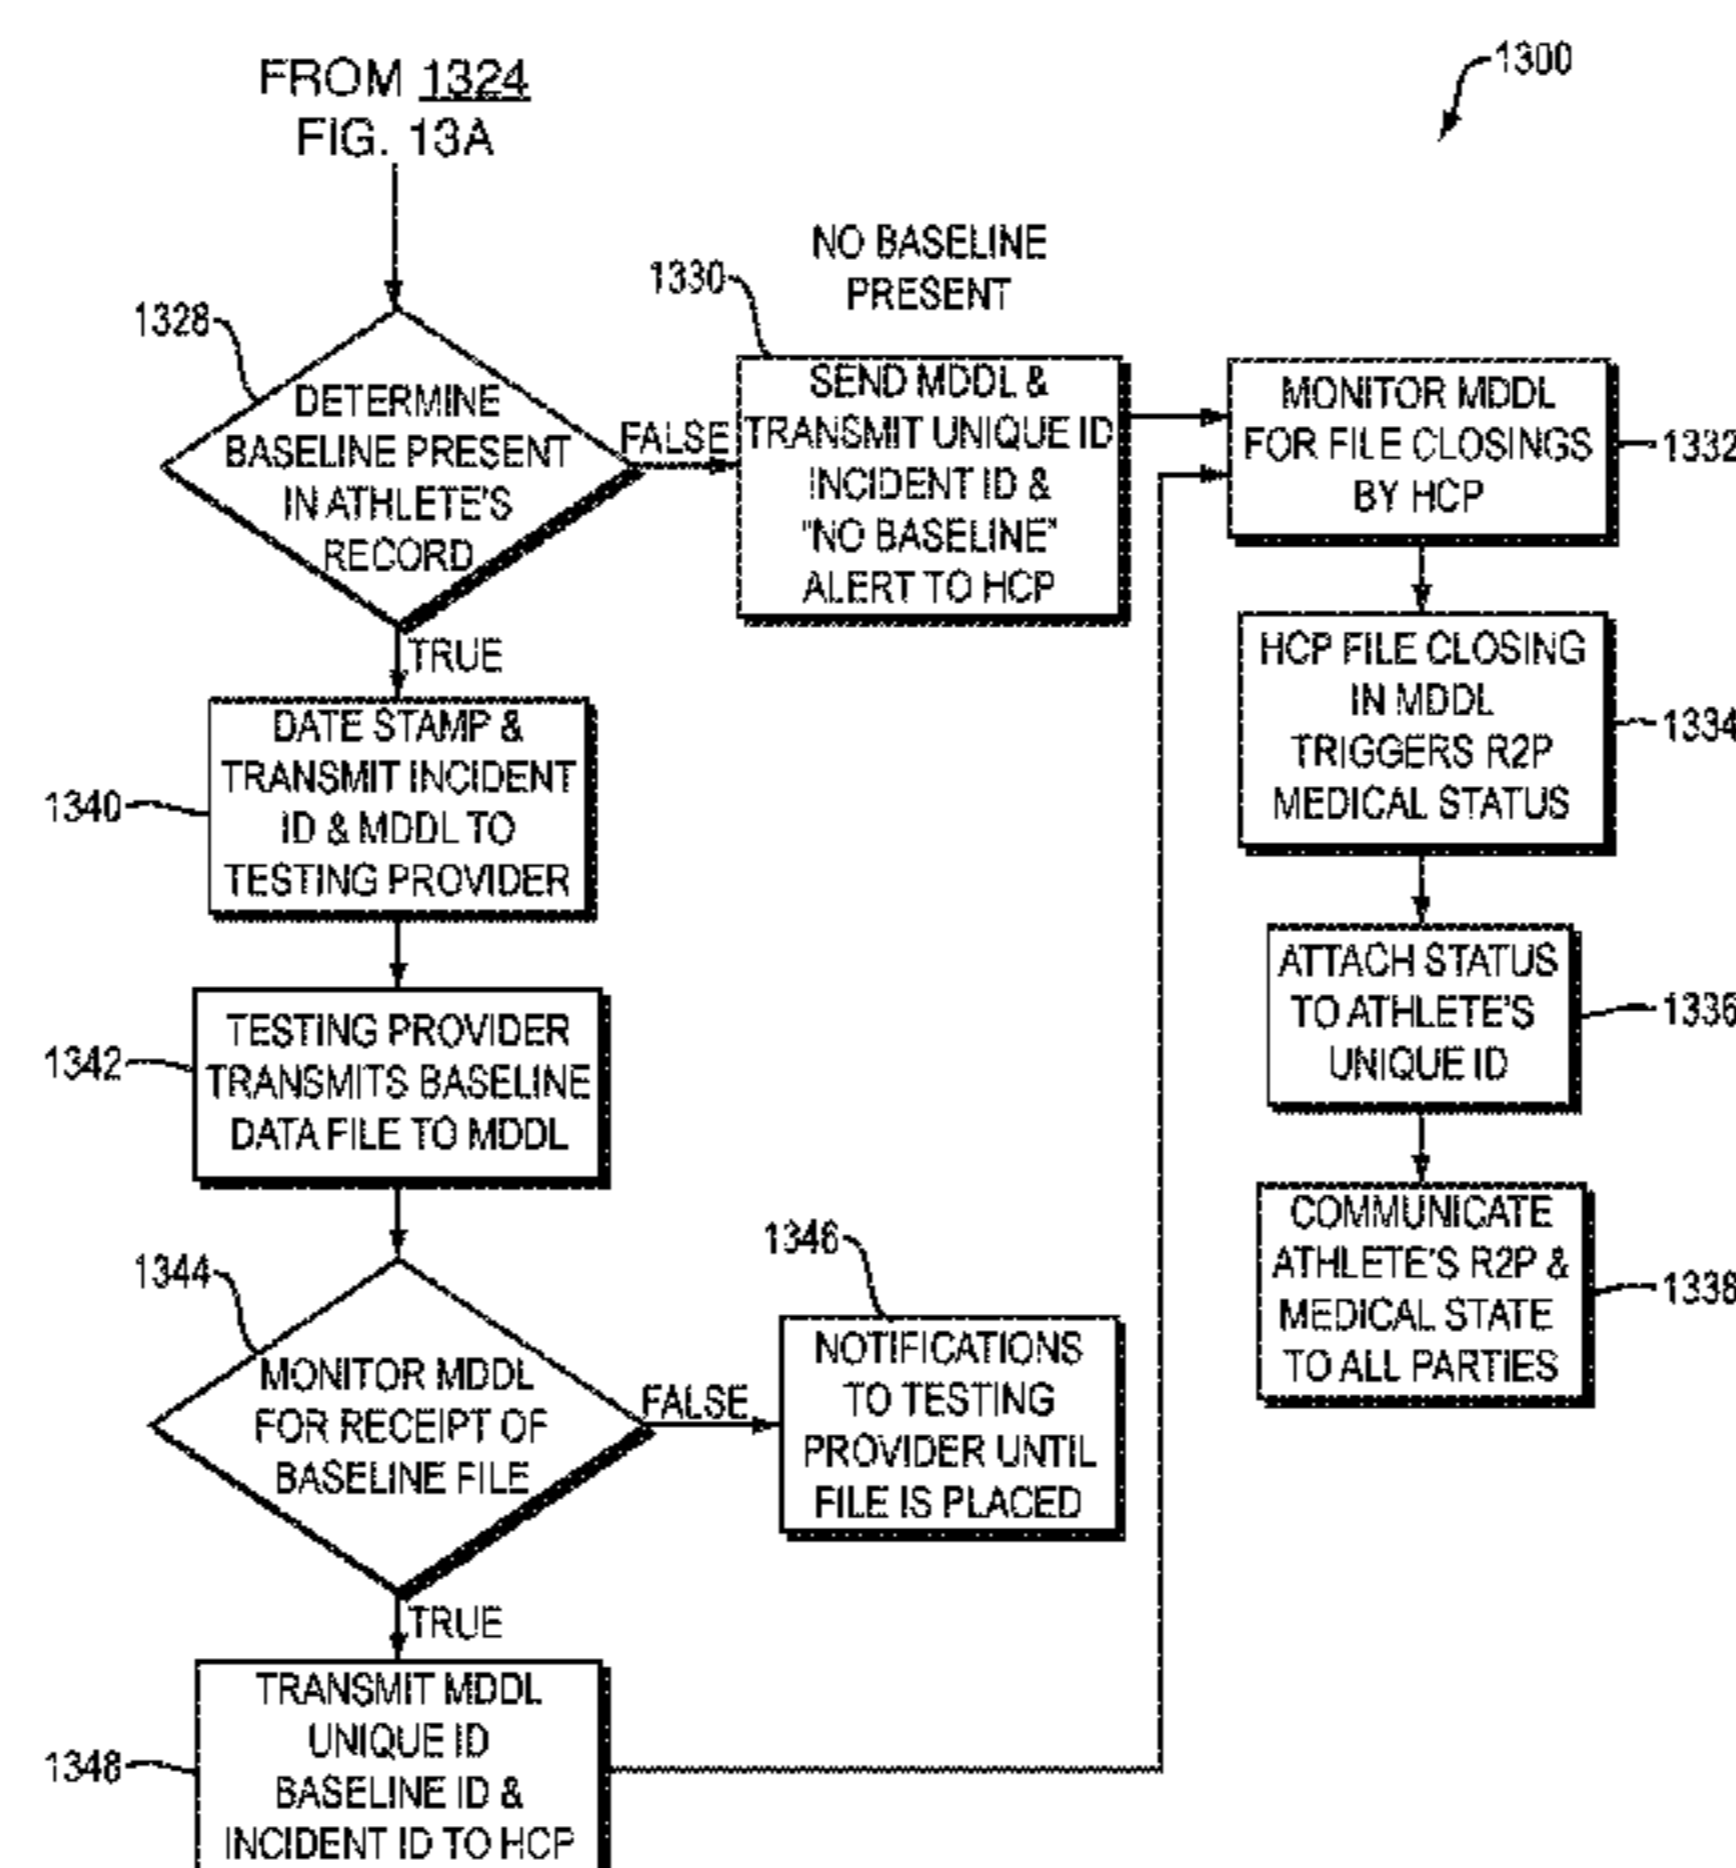 FROM 1324
FIG. 13A
1300
NO BASELINE
PRESENT
1328
DETERMINE
BASELINE PRESENT
IN ATHLETE'S
RECORD
FALSE
TRUE
1330
SEND MDDL &
TRANSMIT UNIQUE ID
INCIDENT ID &
"NO BASELINE"
ALERT TO HCP
MONITOR MDDL
FOR FILE CLOSINGS
BY HCP
1332
HCP FILE CLOSING
IN MDDL
TRIGGERS R2P
MEDICAL STATUS
1334
ATTACH STATUS
TO ATHLETE'S
UNIQUE ID
1336
COMMUNICATE
ATHLETE'S R2P &
MEDICAL STATE
TO ALL PARTIES
1338
1340
DATE STAMP &
TRANSMIT INCIDENT
ID & MDDL TO
TESTING PROVIDER
1342
TESTING PROVIDER
TRANSMITS BASELINE
DATA FILE TO MDDL
1344
MONITOR MDDL
FOR RECEIPT OF
BASELINE FILE
FALSE
TRUE
1346
NOTIFICATIONS
TO TESTING
PROVIDER UNTIL
FILE IS PLACED
1348
TRANSMIT MDDL
UNIQUE ID
BASELINE ID &
INCIDENT ID TO HCP